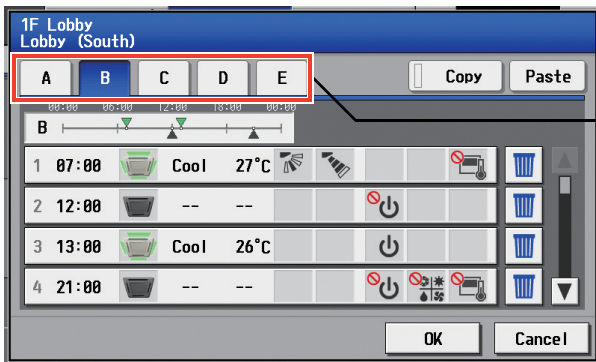 1F Lobby
Lobby (South)
A B C D E Copy Paste
00:00 06:00 12:00 18:00 00:00
B
1 07:00 Cool 27°C
2 12:00 -- --
3 13:00 Cool 26°C
4 21:00 -- --
OK Cancel